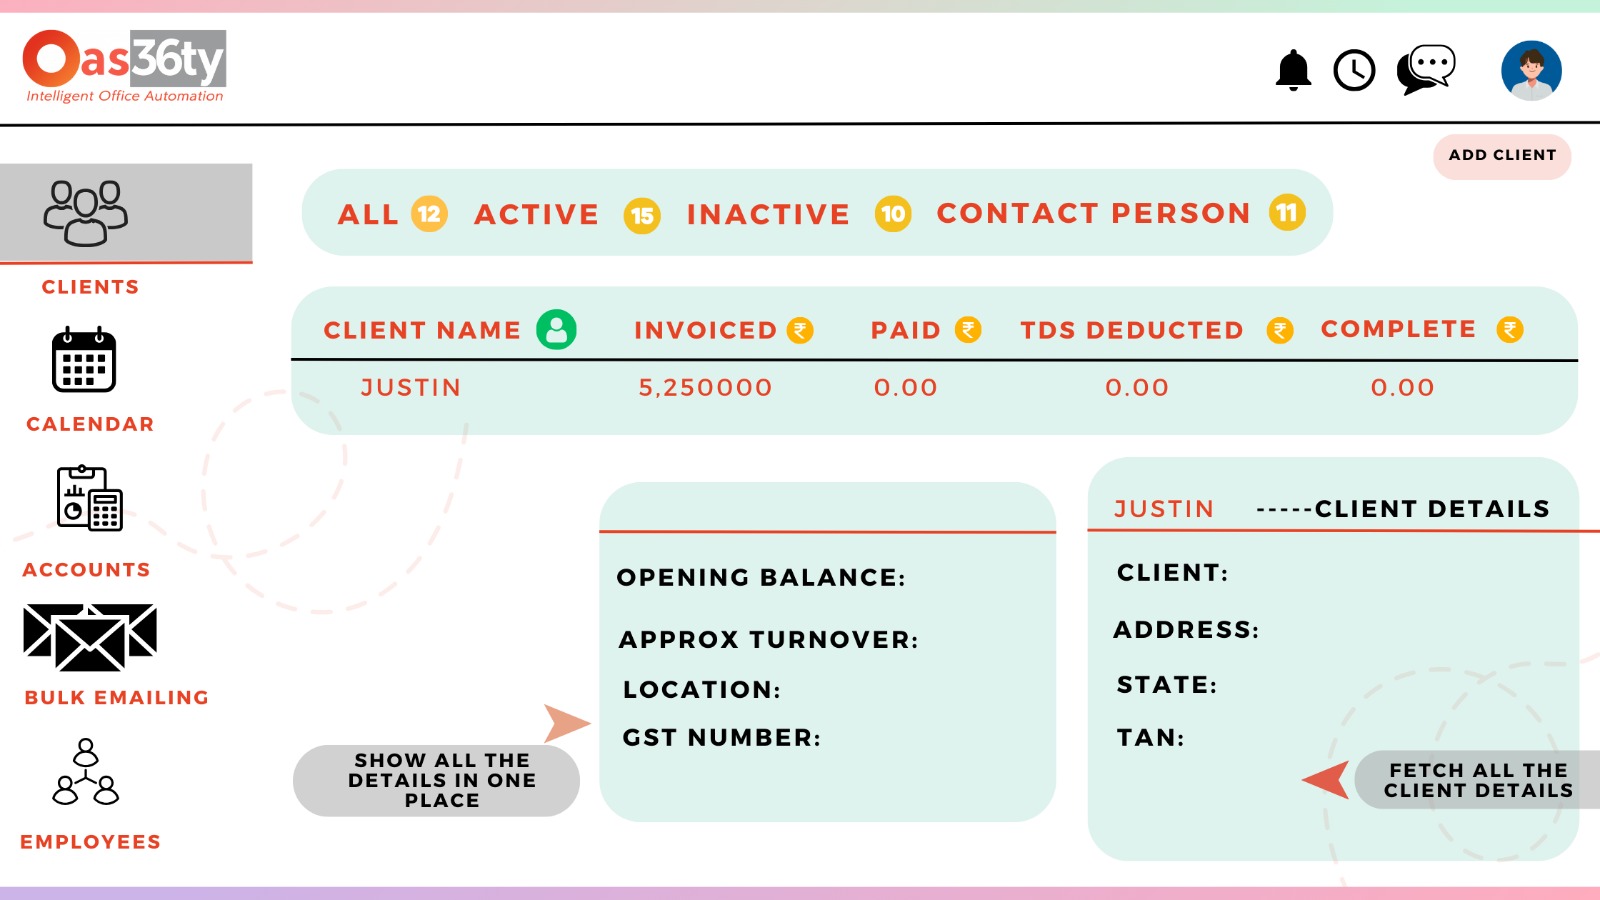 Oas36ty
Intelligent Office Automation
ADD CLIENT
ALL 12 ACTIVE 15 INACTIVE 10 CONTACT PERSON 11
CLIENTS
CALENDAR
ACCOUNTS
BULK EMAILING
EMPLOYEES
CLIENT NAME INVOICED ₹ PAID ₹ TDS DEDUCTED ₹ COMPLETE ₹
JUSTIN 5,250000 0.00 0.00 0.00
OPENING BALANCE:
APPROX TURNOVER:
LOCATION:
GST NUMBER:
SHOW ALL THE
DETAILS IN ONE
PLACE
JUSTIN -----CLIENT DETAILS
CLIENT:
ADDRESS:
STATE:
TAN:
FETCH ALL THE
CLIENT DETAILS